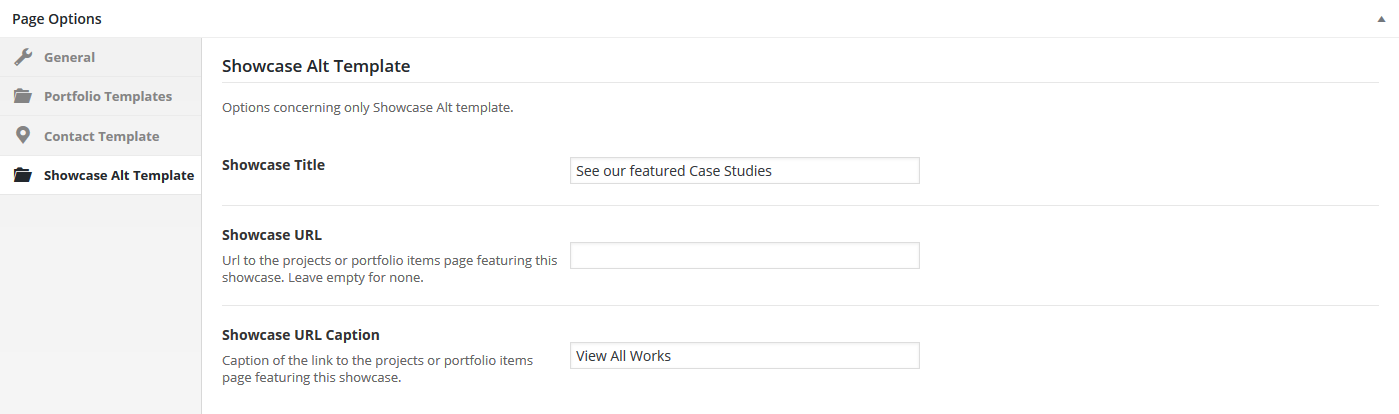 Page Options
General
Portfolio Templates
Contact Template
Showcase Alt Template
Showcase Alt Template
Options concerning only Showcase Alt template.
Showcase Title
See our featured Case Studies
Showcase URL
Url to the projects or portfolio items page featuring this
showcase. Leave empty for none.
Showcase URL Caption
Caption of the link to the projects or portfolio items
page featuring this showcase.
View All Works